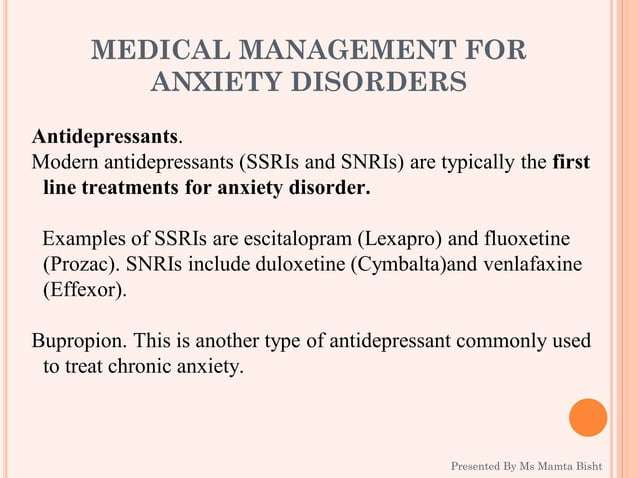 MEDICAL MANAGEMENT FOR
ANXIETY DISORDERS
Antidepressants.
Modern antidepressants (SSRIs and SNRIs) are typically the first
line treatments for anxiety disorder.
Examples of SSRIs are escitalopram (Lexapro) and fluoxetine
(Prozac). SNRIs include duloxetine (Cymbalta)and venlafaxine
(Effexor).
Bupropion. This is another type of antidepressant commonly used
to treat chronic anxiety.
Presented By Ms Mamta Bisht